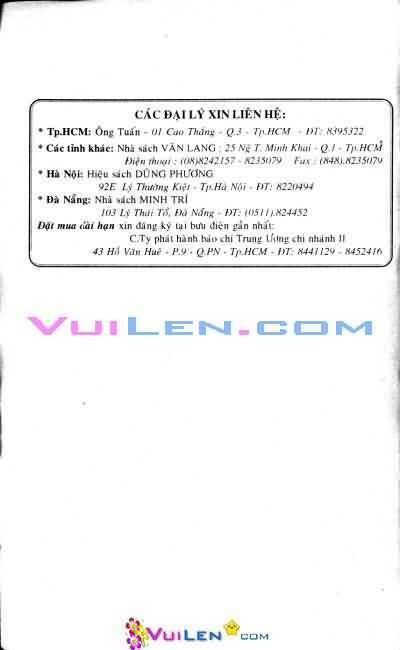 CÁC ĐẠI LÝ XIN LIÊN HỆ:
* Tp.HCM: Ông Tuấn - 01 Cao Thắng - Q.3 - Tp.HCM - ĐT: 8395322
* Các tỉnh khác: Nhà sách VĂN LANG : 25 Ng T. Minh Khai - Q.1 - Tp.HCM
Điện thoại : (08)8242157 - 8235079 Fax : (848).8235079
* Hà Nội: Hiệu sách DŨNG PHƯƠNG
92E Lý Thường Kiệt - Tp.Hà Nội - ĐT: 8220494
* Đà Nẵng: Nhà sách MINH TRÍ
103 Lý Thái Tổ, Đà Nẵng - ĐT: (0511).824452
Đặt mua dài hạn xin đăng ký tại bưu điện gần nhất:
C.Ty phát hành báo chí Trung Ương chi nhánh II
43 Hồ Văn Huê - P.9 - Q.PN - Tp.HCM - ĐT: 8441129 - 8452416
VUILEN.COM
VUILEN COM